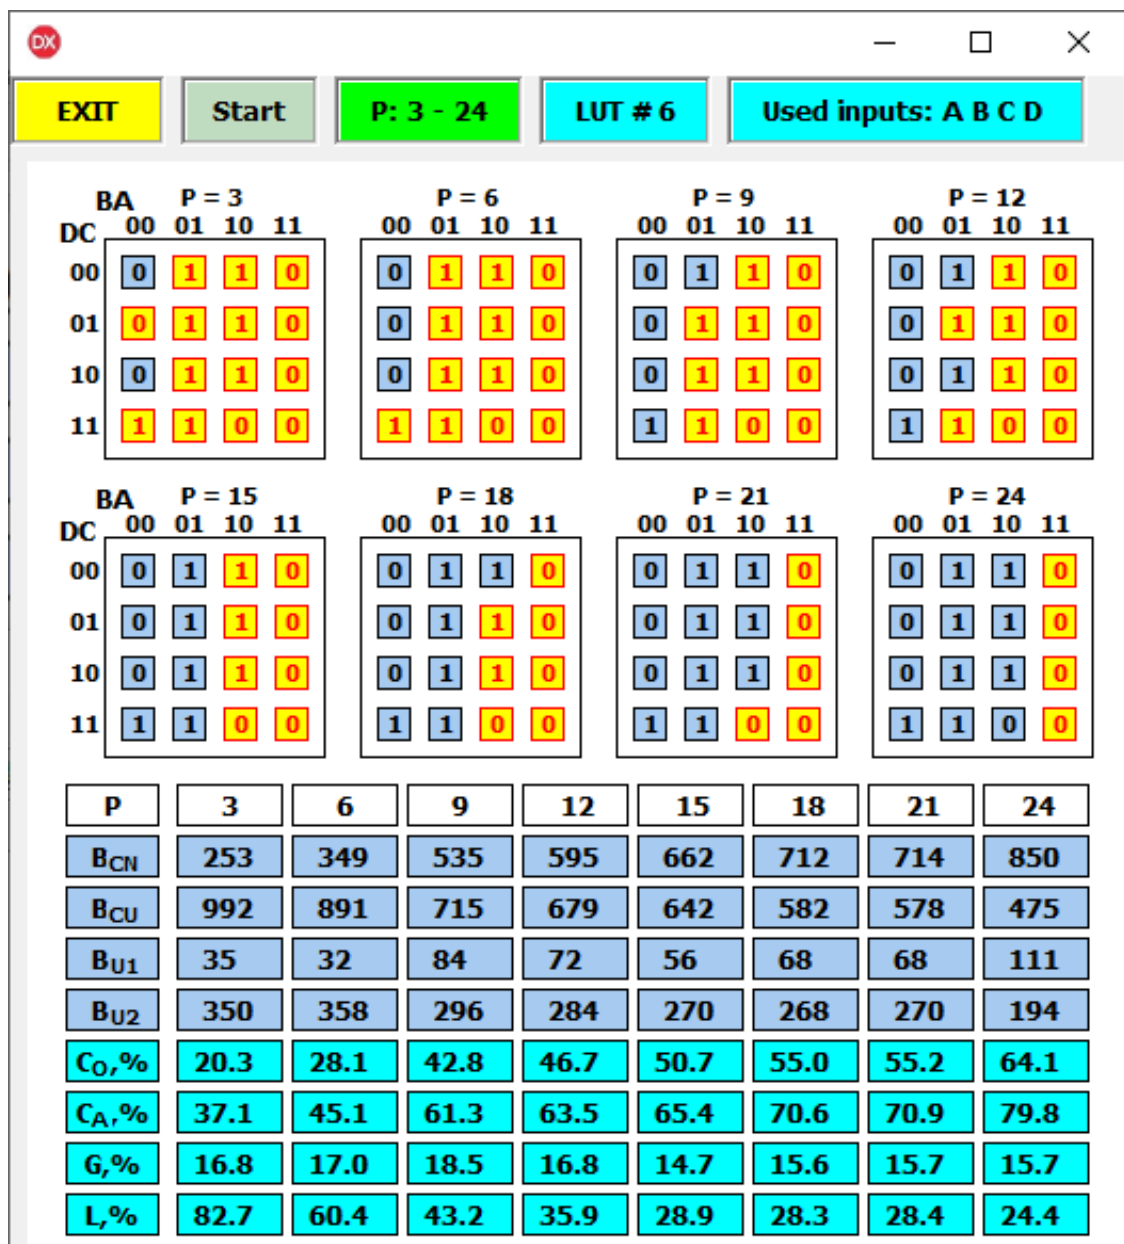 DX
EXIT Start P: 3 - 24 LUT # 6 Used inputs: A B C D
BA P = 3 P = 6 P = 9 P = 12
DC 00 01 10 11 00 01 10 11 00 01 10 11 00 01 10 11
00 0 1 1 0 0 1 1 0 0 1 1 0 0 1 1 0
01 0 1 1 0 0 1 1 0 0 1 1 0 0 1 1 0
10 0 1 1 0 0 1 1 0 0 1 1 0 0 1 1 0
11 1 1 0 0 1 1 0 0 1 1 0 0 1 1 0 0
BA P = 15 P = 18 P = 21 P = 24
DC 00 01 10 11 00 01 10 11 00 01 10 11 00 01 10 11
00 0 1 1 0 0 1 1 0 0 1 1 0 0 1 1 0
01 0 1 1 0 0 1 1 0 0 1 1 0 0 1 1 0
10 0 1 1 0 0 1 1 0 0 1 1 0 0 1 1 0
11 1 1 0 0 1 1 0 0 1 1 0 0 1 1 0 0
P 3 6 9 12 15 18 21 24
BCN 253 349 535 595 662 712 714 850
BCU 992 891 715 679 642 582 578 475
BU1 35 32 84 72 56 68 68 111
BU2 350 358 296 284 270 268 270 194
CO,% 20.3 28.1 42.8 46.7 50.7 55.0 55.2 64.1
CA,% 37.1 45.1 61.3 63.5 65.4 70.6 70.9 79.8
G,% 16.8 17.0 18.5 16.8 14.7 15.6 15.7 15.7
L,% 82.7 60.4 43.2 35.9 28.9 28.3 28.4 24.4